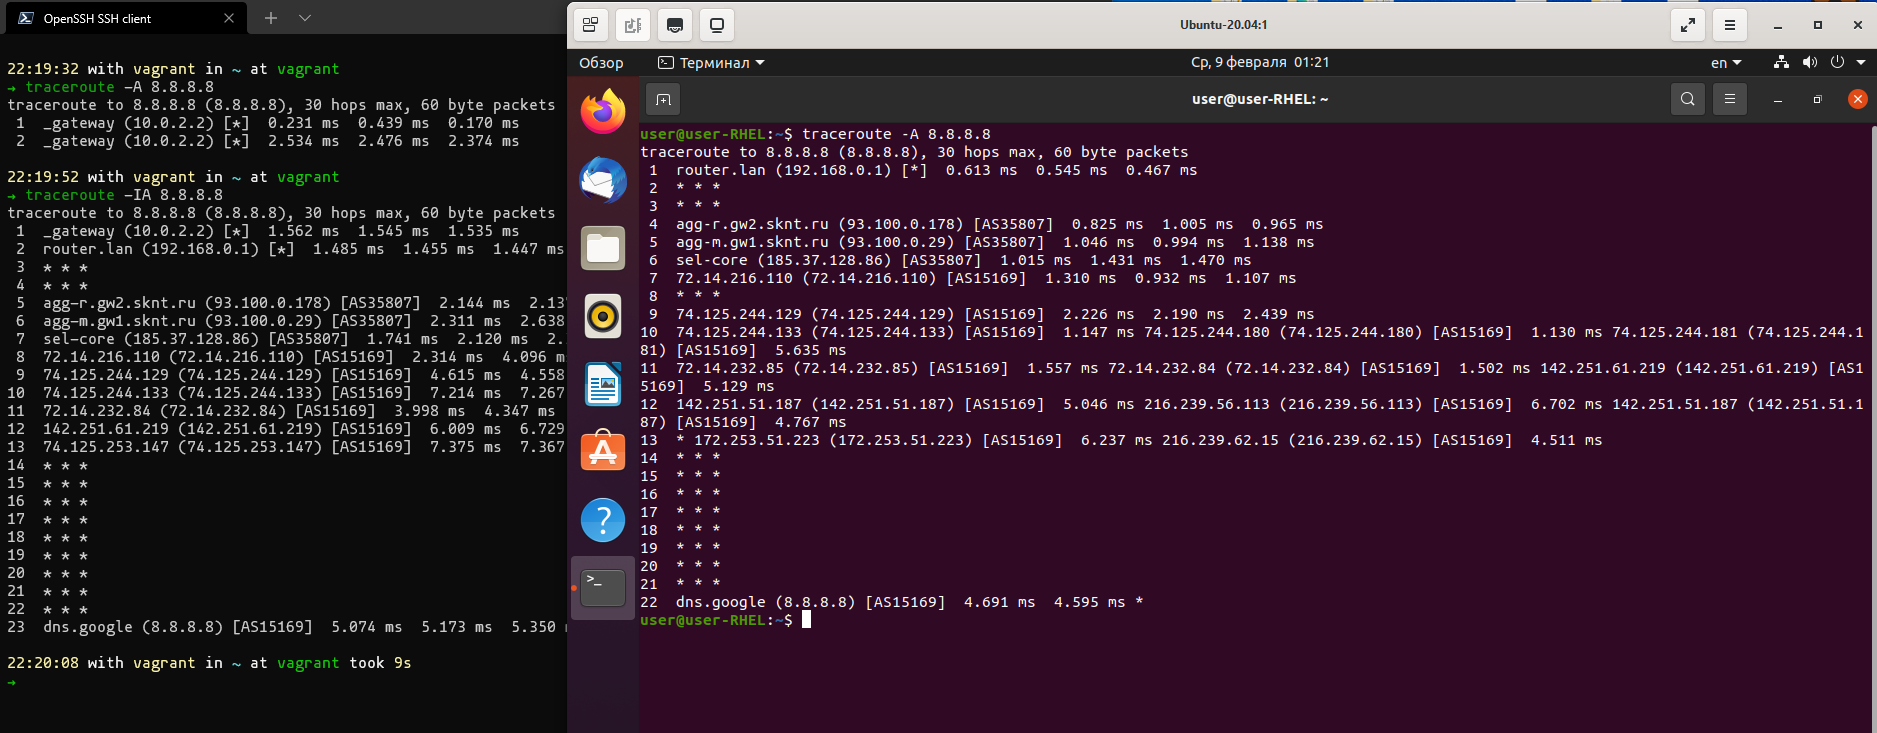 OpenSSH SSH client
22:19:32 with vagrant in ~ at vagrant
→ traceroute -A 8.8.8.8
traceroute to 8.8.8.8 (8.8.8.8), 30 hops max, 60 byte packets
1 _gateway (10.0.2.2) [*] 0.231 ms 0.439 ms 0.170 ms
2 _gateway (10.0.2.2) [*] 2.534 ms 2.476 ms 2.374 ms
22:19:52 with vagrant in ~ at vagrant
→ traceroute -IA 8.8.8.8
traceroute to 8.8.8.8 (8.8.8.8), 30 hops max, 60 byte packets
1 _gateway (10.0.2.2) [*] 1.562 ms 1.545 ms 1.535 ms
2 router.lan (192.168.0.1) [*] 1.485 ms 1.455 ms 1.447 ms
3 * * *
4 * * *
5 agg-r.gw2.sknt.ru (93.100.0.178) [AS35807] 2.144 ms 2.13
6 agg-m.gw1.sknt.ru (93.100.0.29) [AS35807] 2.311 ms 2.638
7 sel-core (185.37.128.86) [AS35807] 1.741 ms 2.120 ms 2.
8 72.14.216.110 (72.14.216.110) [AS15169] 2.314 ms 4.096 m
9 74.125.244.129 (74.125.244.129) [AS15169] 4.615 ms 4.558
10 74.125.244.133 (74.125.244.133) [AS15169] 7.214 ms 7.267
11 72.14.232.84 (72.14.232.84) [AS15169] 3.998 ms 4.347 ms
12 142.251.61.219 (142.251.61.219) [AS15169] 6.009 ms 6.729
13 74.125.253.147 (74.125.253.147) [AS15169] 7.375 ms 7.367
14 * * *
15 * * *
16 * * *
17 * * *
18 * * *
19 * * *
20 * * *
21 * * *
22 * * *
23 dns.google (8.8.8.8) [AS15169] 5.074 ms 5.173 ms 5.350
22:20:08 with vagrant in ~ at vagrant took 9s
→
Ubuntu-20.04:1
Обзор Терминал Ср, 9 февраля 01:21 en
user@user-RHEL: ~
user@user-RHEL:~$ traceroute -A 8.8.8.8
traceroute to 8.8.8.8 (8.8.8.8), 30 hops max, 60 byte packets
1 router.lan (192.168.0.1) [*] 0.613 ms 0.545 ms 0.467 ms
2 * * *
3 * * *
4 agg-r.gw2.sknt.ru (93.100.0.178) [AS35807] 0.825 ms 1.005 ms 0.965 ms
5 agg-m.gw1.sknt.ru (93.100.0.29) [AS35807] 1.046 ms 0.994 ms 1.138 ms
6 sel-core (185.37.128.86) [AS35807] 1.015 ms 1.431 ms 1.470 ms
7 72.14.216.110 (72.14.216.110) [AS15169] 1.310 ms 0.932 ms 1.107 ms
8 * * *
9 74.125.244.129 (74.125.244.129) [AS15169] 2.226 ms 2.190 ms 2.439 ms
10 74.125.244.133 (74.125.244.133) [AS15169] 1.147 ms 74.125.244.180 (74.125.244.180) [AS15169] 1.130 ms 74.125.244.181 (74.125.244.1
81) [AS15169] 5.635 ms
11 72.14.232.85 (72.14.232.85) [AS15169] 1.557 ms 72.14.232.84 (72.14.232.84) [AS15169] 1.502 ms 142.251.61.219 (142.251.61.219) [AS1
5169] 5.129 ms
12 142.251.51.187 (142.251.51.187) [AS15169] 5.046 ms 216.239.56.113 (216.239.56.113) [AS15169] 6.702 ms 142.251.51.187 (142.251.51.1
87) [AS15169] 4.767 ms
13 * 172.253.51.223 (172.253.51.223) [AS15169] 6.237 ms 216.239.62.15 (216.239.62.15) [AS15169] 4.511 ms
14 * * *
15 * * *
16 * * *
17 * * *
18 * * *
19 * * *
20 * * *
21 * * *
22 dns.google (8.8.8.8) [AS15169] 4.691 ms 4.595 ms *
user@user-RHEL:~$